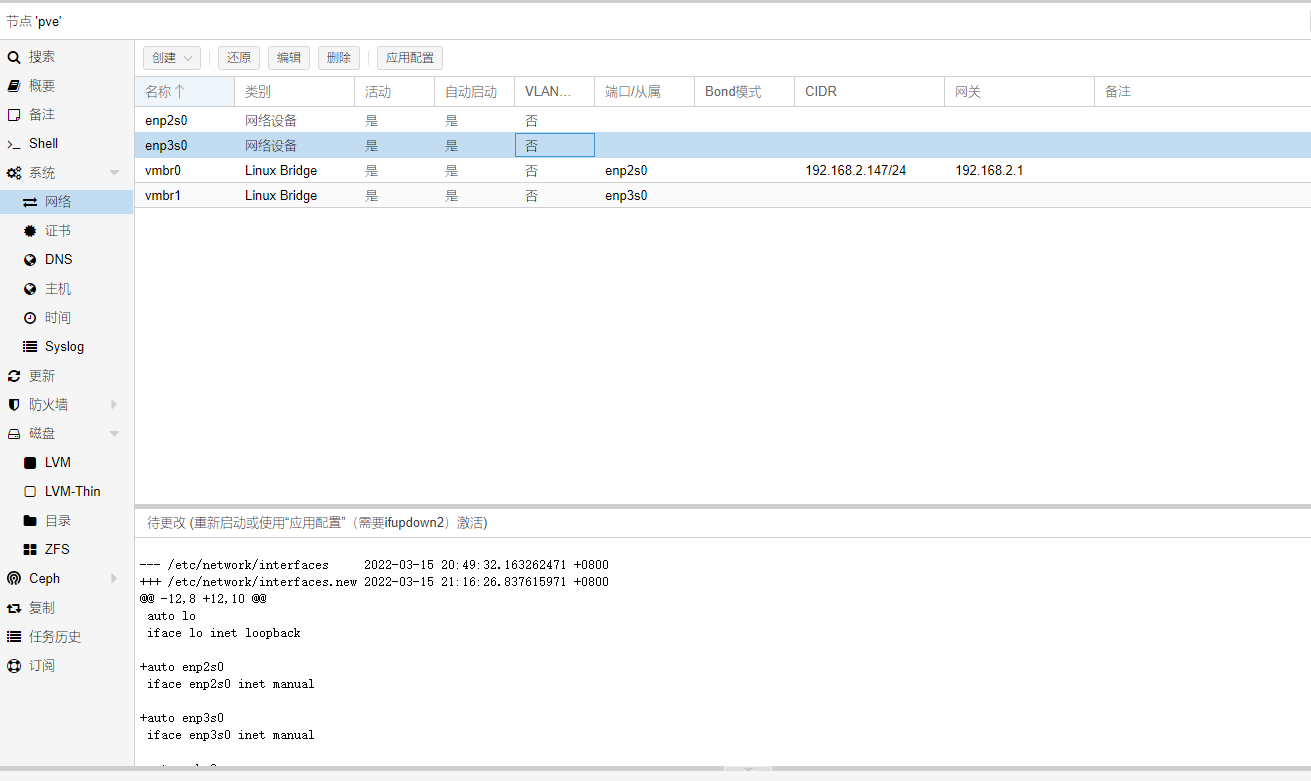 节点 'pve'
搜索
概要
备注
Shell
系统
网络
证书
DNS
主机
时间
Syslog
更新
防火墙
磁盘
LVM
LVM-Thin
目录
ZFS
Ceph
复制
任务历史
订阅
创建 还原 编辑 删除 应用配置
名称↑ 类别 活动 自动启动 VLAN... 端口/从属 Bond模式 CIDR 网关 备注
enp2s0 网络设备 是 是 否
enp3s0 网络设备 是 是 否
vmbr0 Linux Bridge 是 是 否 enp2s0 192.168.2.147/24 192.168.2.1
vmbr1 Linux Bridge 是 是 否 enp3s0
待更改 (重新启动或使用“应用配置”（需要ifupdown2）激活)
--- /etc/network/interfaces 2022-03-15 20:49:32.163262471 +0800
+++ /etc/network/interfaces.new 2022-03-15 21:16:26.837615971 +0800
@@ -12,8 +12,10 @@
auto lo
iface lo inet loopback
+auto enp2s0
iface enp2s0 inet manual
+auto enp3s0
iface enp3s0 inet manual